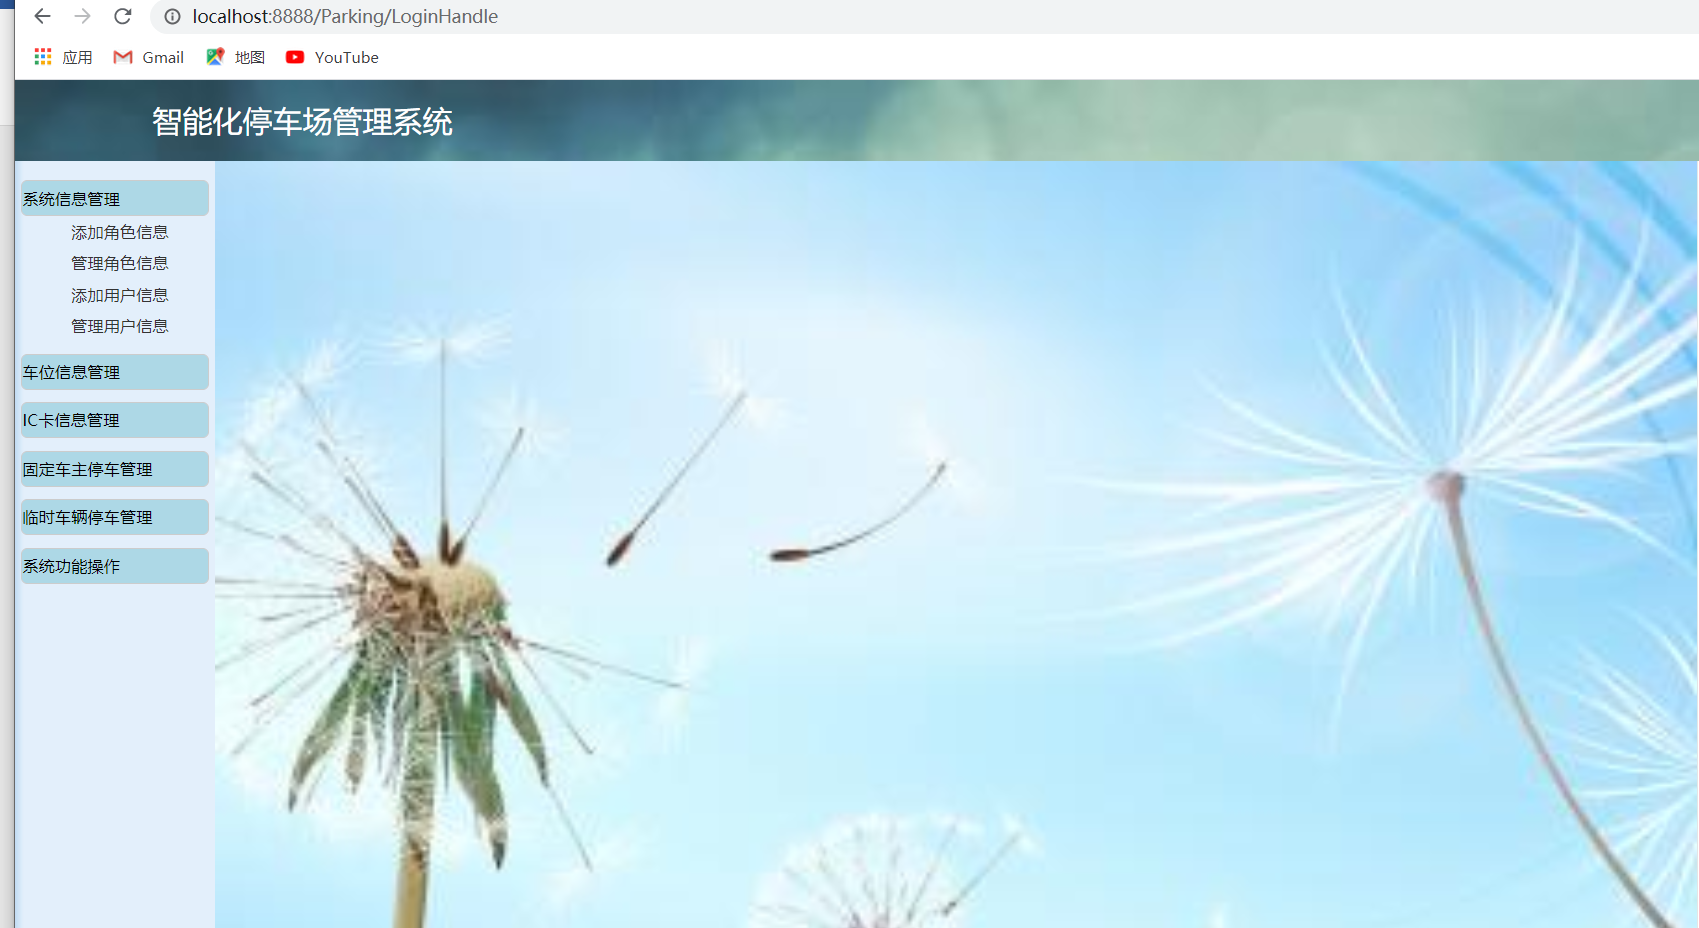 localhost:8888/Parking/LoginHandle
应用 Gmail 地图 YouTube
智能化停车场管理系统
系统信息管理
添加角色信息
管理角色信息
添加用户信息
管理用户信息
车位信息管理
IC卡信息管理
固定车主停车管理
临时车辆停车管理
系统功能操作